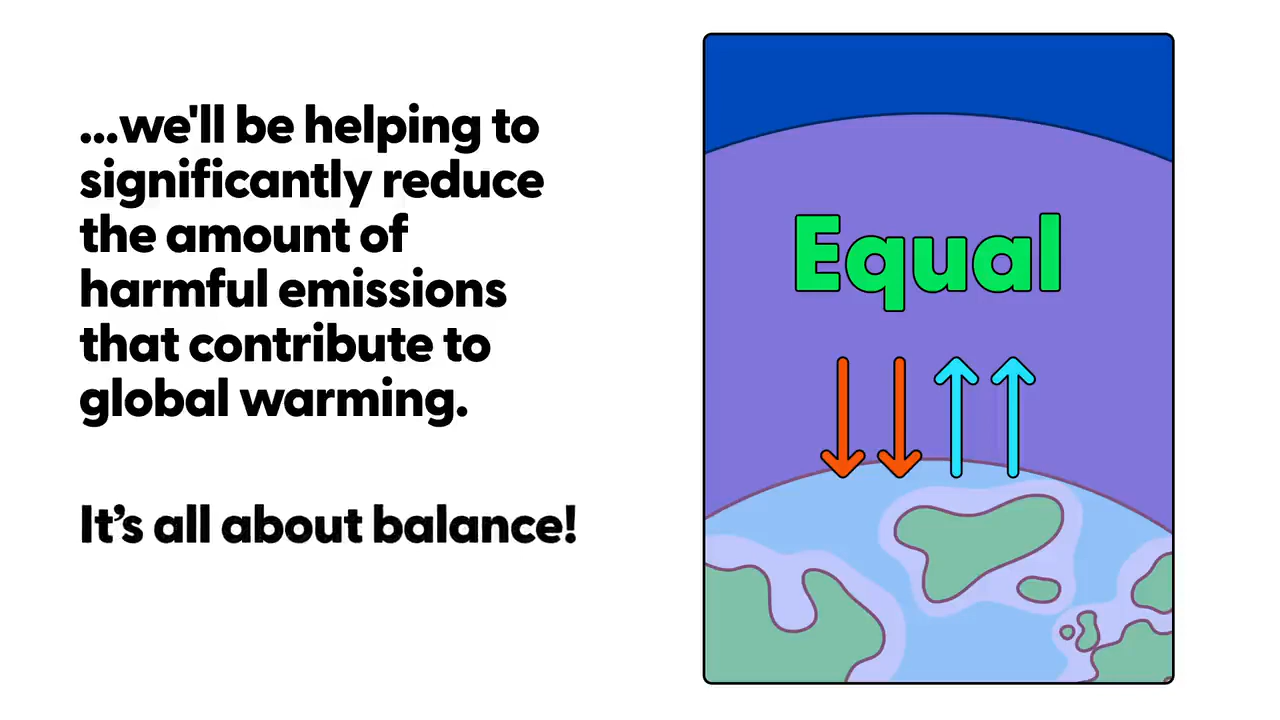 ...we'll be helping to
significantly reduce
the amount of
harmful emissions
that contribute to
global warming.
It’s all about balance!
Equal